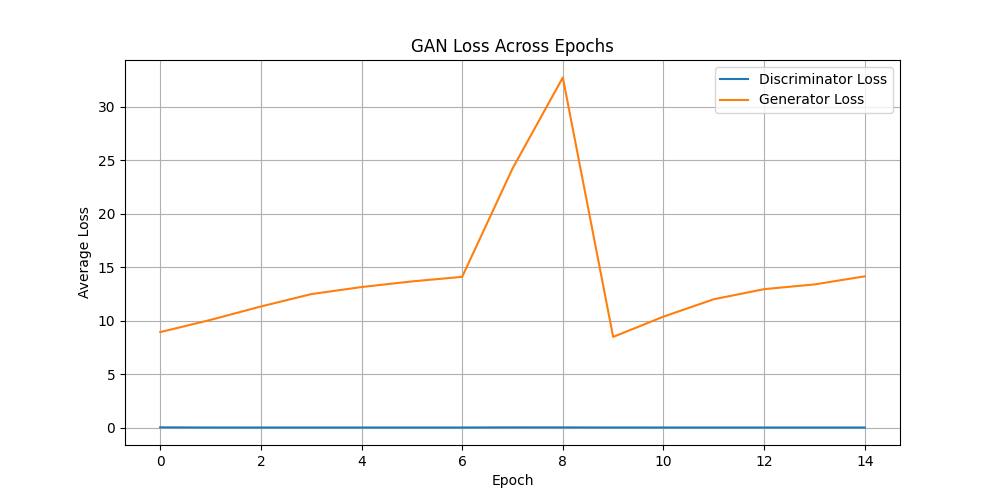 GAN Loss Across Epochs
Discriminator Loss
Generator Loss
Average Loss
30
25
20
15
10
5
0
0 2 4 6 8 10 12 14
Epoch